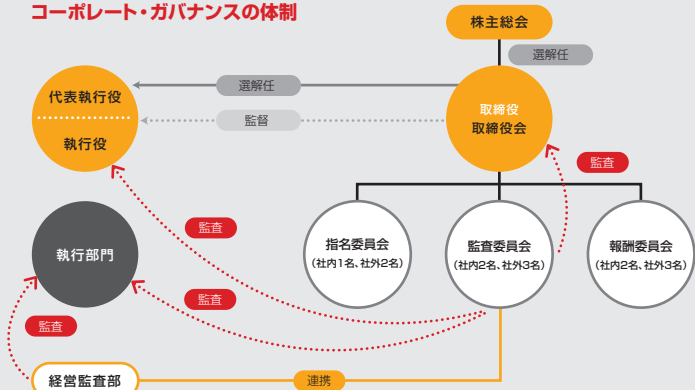 コーポレート・ガバナンスの体制
株主総会
選解任
代表執行役
執行役
選解任
監督
取締役
取締役会
監査
指名委員会
(社内1名、社外2名)
監査委員会
(社内2名、社外3名)
報酬委員会
(社内2名、社外3名)
監査
執行部門
監査
監査
経営監査部
連携